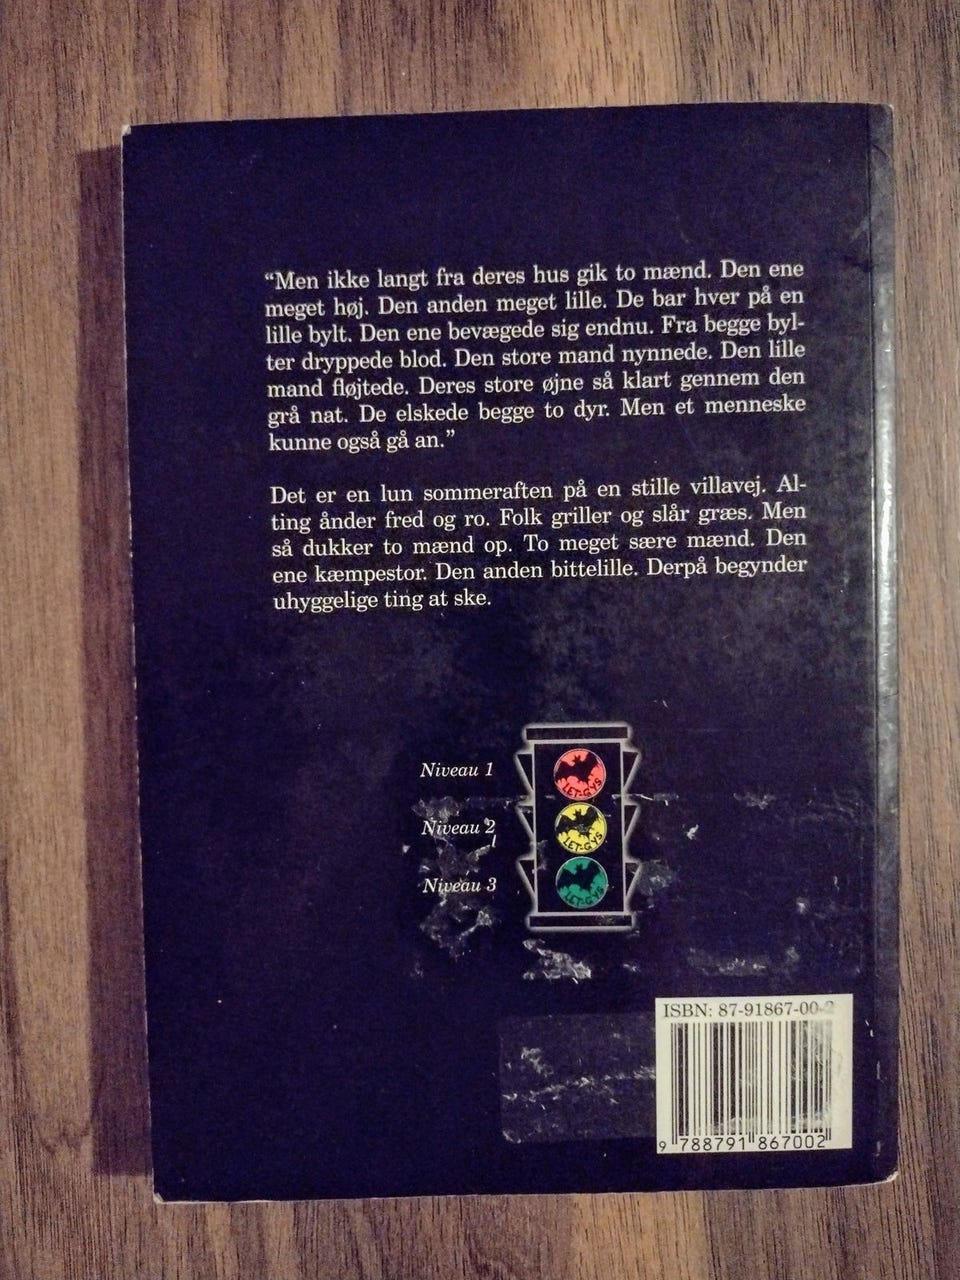 “Men ikke langt fra deres hus gik to mænd. Den ene
meget høj. Den anden meget lille. De bar hver på en
lille bylt. Den ene bevægede sig endnu. Fra begge byl-
ter dryppede blod. Den store mand nynnede. Den lille
mand fløjtede. Deres store øjne så klart gennem den
grå nat. De elskede begge to dyr. Men et menneske
kunne også gå an.”
Det er en lun sommeraften på en stille villavej. Al-
ting ånder fred og ro. Folk griller og slår græs. Men
så dukker to mænd op. To meget sære mænd. Den
ene kæmpestor. Den anden bittelille. Derpå begynder
uhyggelige ting at ske.
Niveau 1
LET-GYS
Niveau 2
LET-GYS
Niveau 3
LET-GYS
ISBN: 87-91867-00-2
9 788791 867002